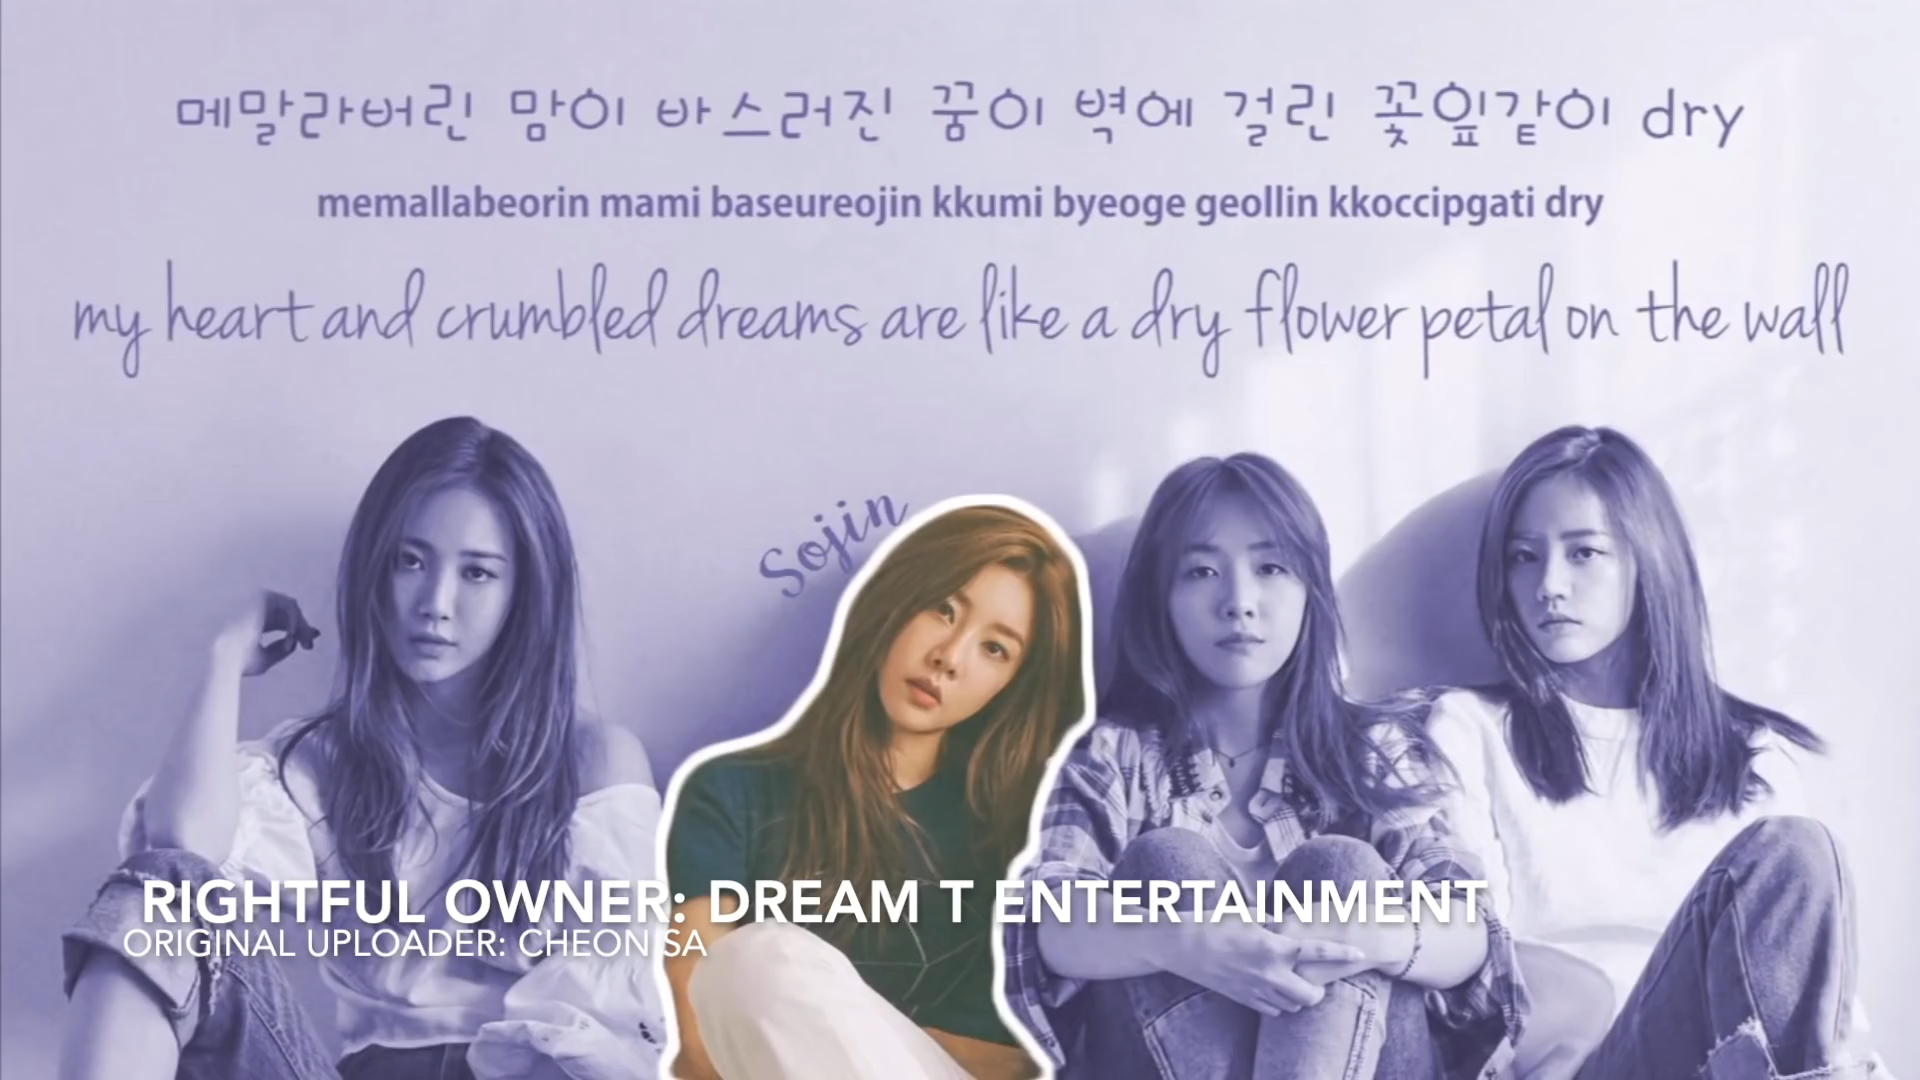 메말라버린 맘이 바스러진 꿈이 벽에 걸린 꽃잎같이 dry
memallabeorin mami baseureojin kkumi byeoge geollin kkoccipgati dry
my heart and crumbled dreams are like a dry flower petal on the wall
Sojin
RIGHTFUL OWNER: DREAM T ENTERTAINMENT
ORIGINAL UPLOADER: CHEON SA